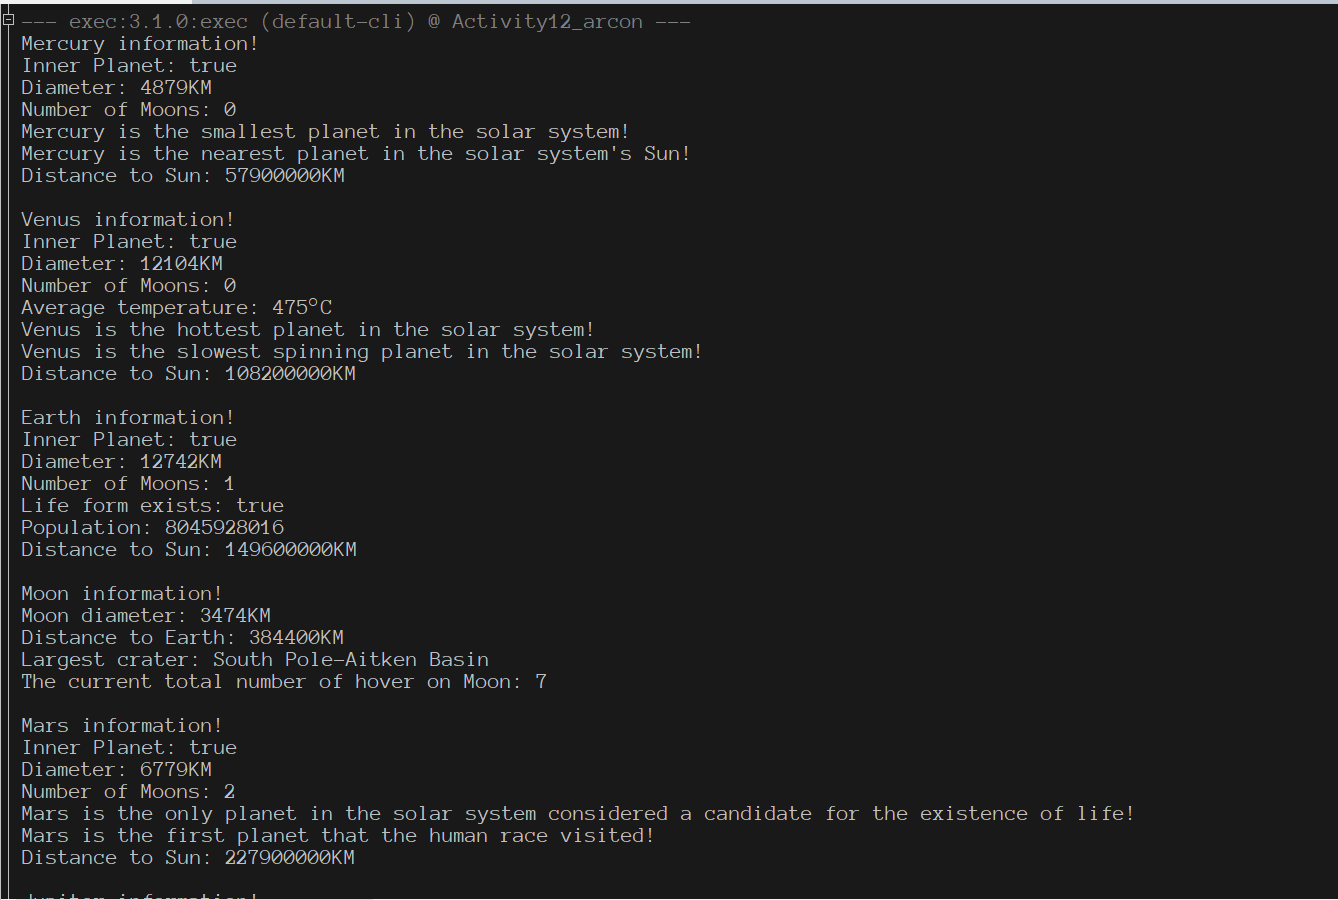 --- exec:3.1.0:exec (default-cli) @ Activity12_arcon ---
Mercury information!
Inner Planet: true
Diameter: 4879KM
Number of Moons: 0
Mercury is the smallest planet in the solar system!
Mercury is the nearest planet in the solar system's Sun!
Distance to Sun: 57900000KM
Venus information!
Inner Planet: true
Diameter: 12104KM
Number of Moons: 0
Average temperature: 475°C
Venus is the hottest planet in the solar system!
Venus is the slowest spinning planet in the solar system!
Distance to Sun: 108200000KM
Earth information!
Inner Planet: true
Diameter: 12742KM
Number of Moons: 1
Life form exists: true
Population: 8045928016
Distance to Sun: 149600000KM
Moon information!
Moon diameter: 3474KM
Distance to Earth: 384400KM
Largest crater: South Pole-Aitken Basin
The current total number of hover on Moon: 7
Mars information!
Inner Planet: true
Diameter: 6779KM
Number of Moons: 2
Mars is the only planet in the solar system considered a candidate for the existence of life!
Mars is the first planet that the human race visited!
Distance to Sun: 227900000KM
Jupiter information!